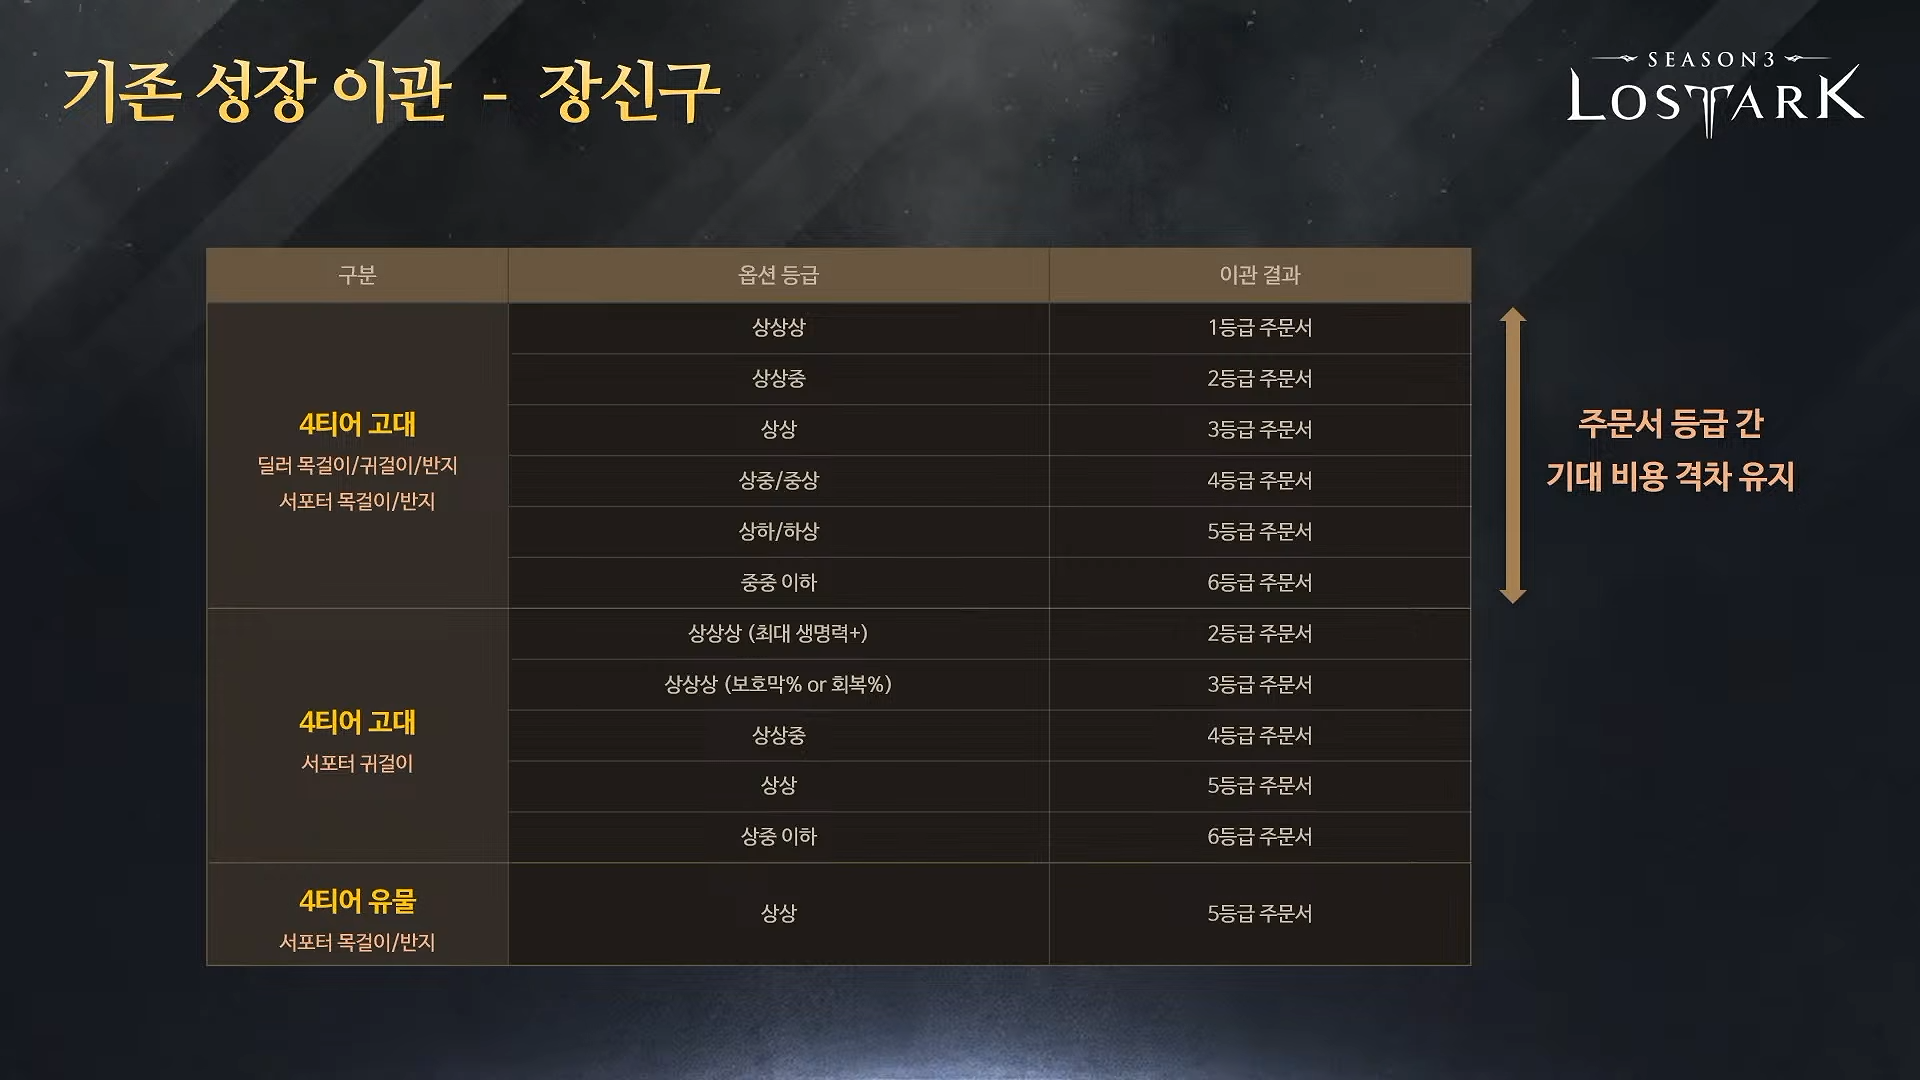 기존 성장 이관 - 장신구
SEASON3
LOSTARK
구분 옵션 등급 이관 결과
4티어 고대
딜러 목걸이/귀걸이/반지
서포터 목걸이/반지
상상상 1등급 주문서
상상중 2등급 주문서
상상 3등급 주문서
상중/중상 4등급 주문서
상하/하상 5등급 주문서
중중 이하 6등급 주문서
주문서 등급 간
기대 비용 격차 유지
4티어 고대
서포터 귀걸이
상상상 (최대 생명력+) 2등급 주문서
상상상 (보호막% or 회복%) 3등급 주문서
상상중 4등급 주문서
상상 5등급 주문서
상중 이하 6등급 주문서
4티어 유물
서포터 목걸이/반지
상상 5등급 주문서